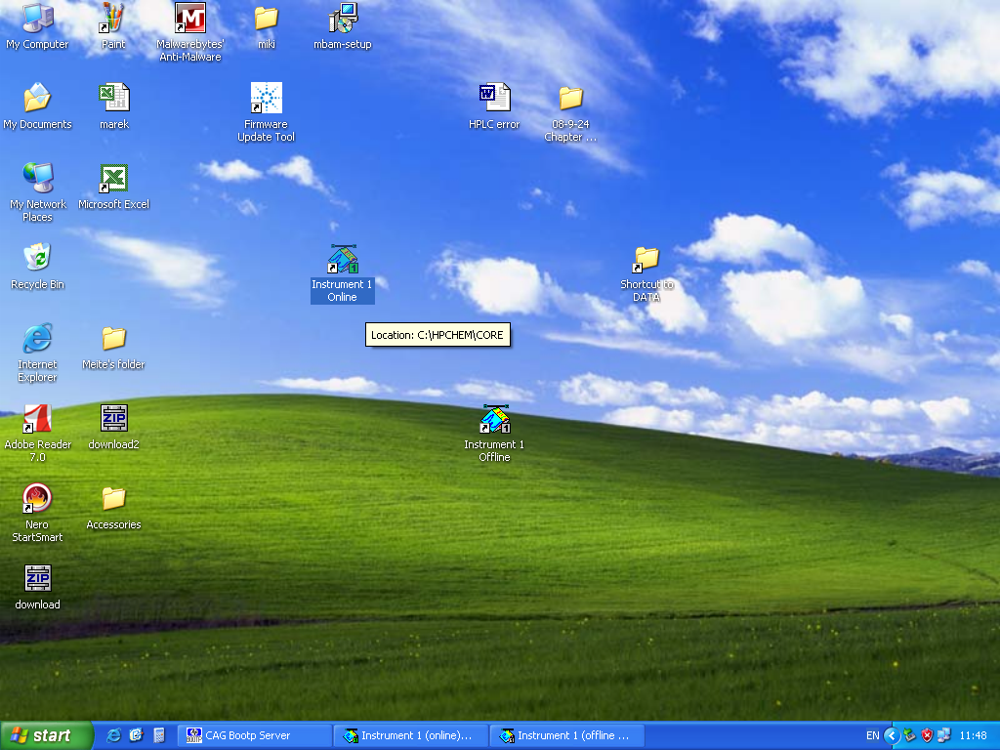 My Computer
Paint
Malwarebytes'
Anti-Malware
miki
mbam-setup
My Documents
marek
Firmware
Update Tool
HPLC error
08-9-24
Chapter ...
My Network
Places
Microsoft Excel
Recycle Bin
Instrument 1
Online
Shortcut to
DATA
Location: C:\HPCHEM\CORE
Internet
Explorer
Meite's folder
Adobe Reader
7.0
ZIP
download2
Instrument 1
Offline
Nero
StartSmart
Accessories
ZIP
download
start
CAG Bootp Server
Instrument 1 (online)...
Instrument 1 (offline ...
EN
11:48